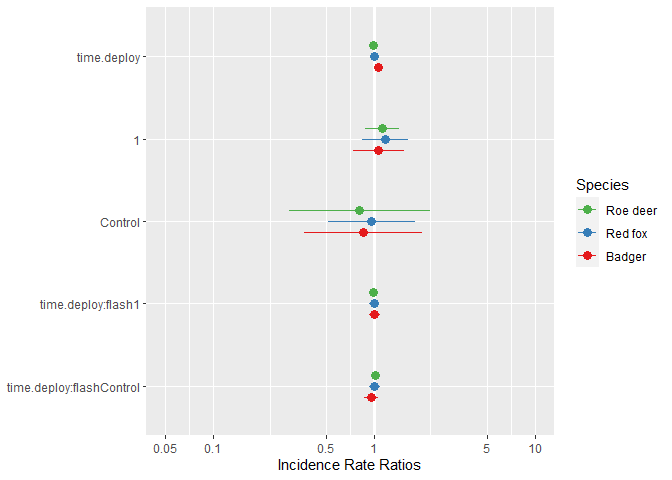 time.deploy
1
Control
time.deploy:flash1
time.deploy:flashControl
0.05 0.1 0.5 1 5 10
Incidence Rate Ratios
Species
Roe deer
Red fox
Badger